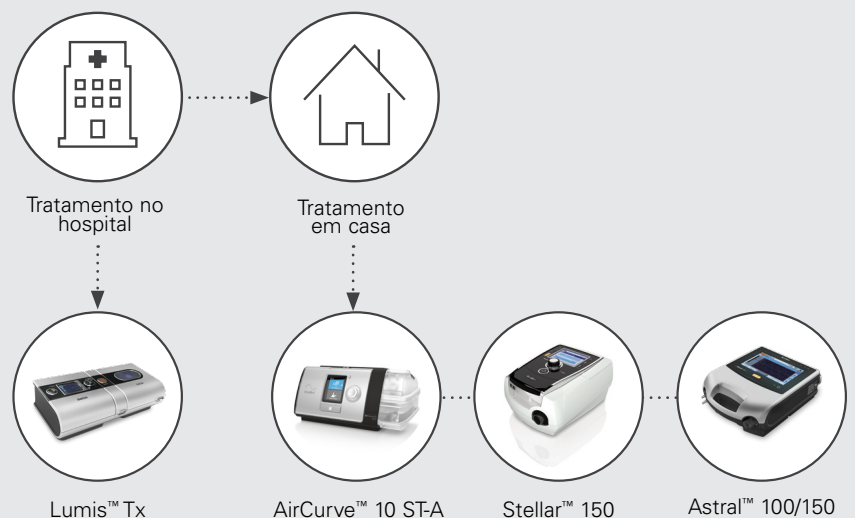 Tratamento no
hospital
Tratamento
em casa
Lumis™ Tx
AirCurve™ 10 ST-A
Stellar™ 150
Astral™ 100/150